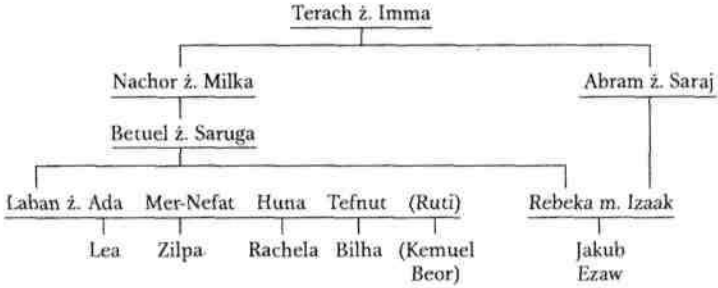 Terach ż. Imma
Nachor ż. Milka Abram ż. Saraj
Betuel ż. Saruga
Laban ż. Ada Mer-Nefat Huna Tefnut (Ruti) Rebeka m. Izaak
Lea Zilpa Rachela Bilha (Kemuel Jakub
Beor) Ezaw